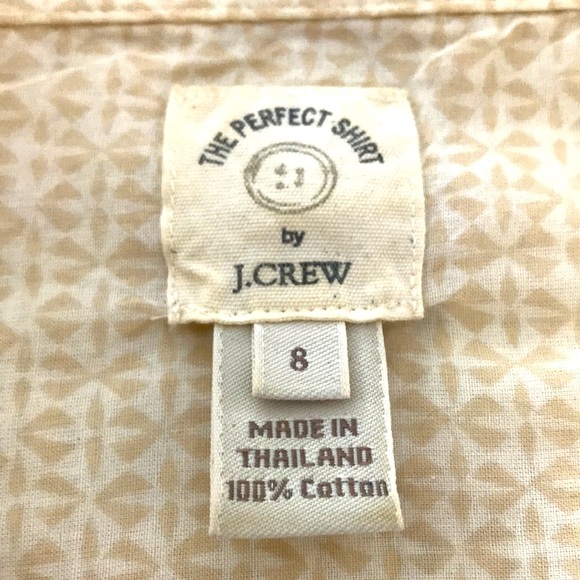 THE PERFECT SHIRT
by
J.CREW
8
MADE IN
THAILAND
100% Cotton